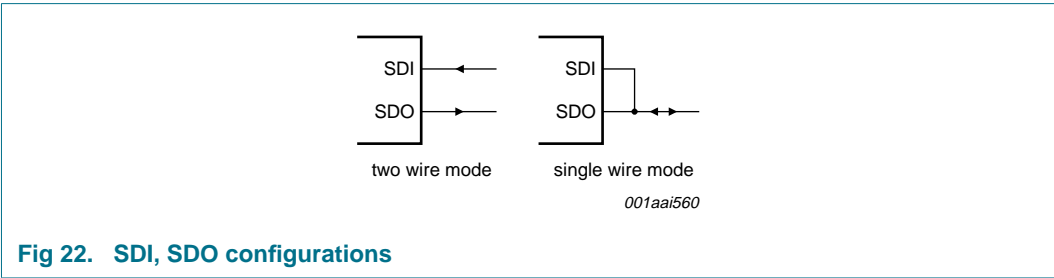 SDI
SDO
two wire mode
SDI
SDO
single wire mode
001aai560
Fig 22. SDI, SDO configurations